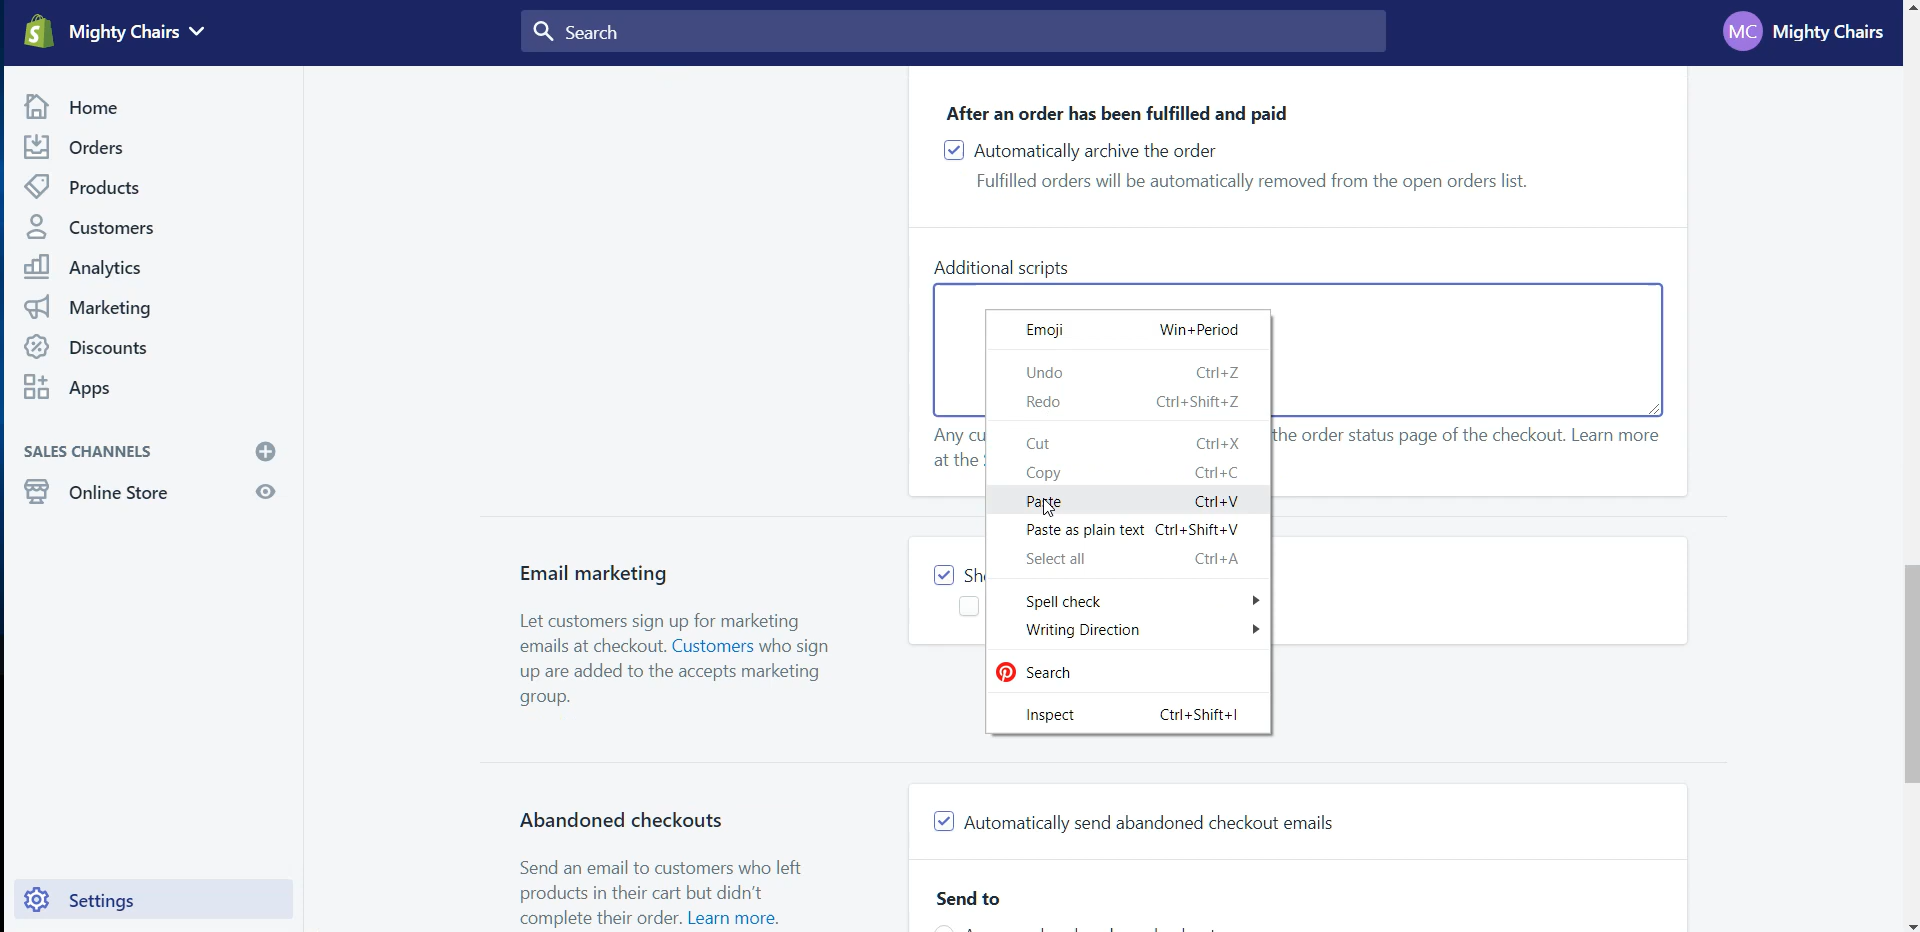 Mighty Chairs
Search
MC Mighty Chairs
Home
Orders
Products
Customers
Analytics
Marketing
Discounts
Apps
SALES CHANNELS
Online Store
Settings
After an order has been fulfilled and paid
Automatically archive the order
Fulfilled orders will be automatically removed from the open orders list.
Additional scripts
Any
the order status page of the checkout. Learn more
at the
Emoji Win+Period
Undo Ctrl+Z
Redo Ctrl+Shift+Z
Cut Ctrl+X
Copy Ctrl+C
Paste Ctrl+V
Paste as plain text Ctrl+Shift+V
Select all Ctrl+A
Spell check
Writing Direction
Search
Inspect Ctrl+Shift+I
Email marketing
Let customers sign up for marketing
emails at checkout. Customers who sign
up are added to the accepts marketing
group.
Abandoned checkouts
Send an email to customers who left
products in their cart but didn't
complete their order. Learn more.
Automatically send abandoned checkout emails
Send to